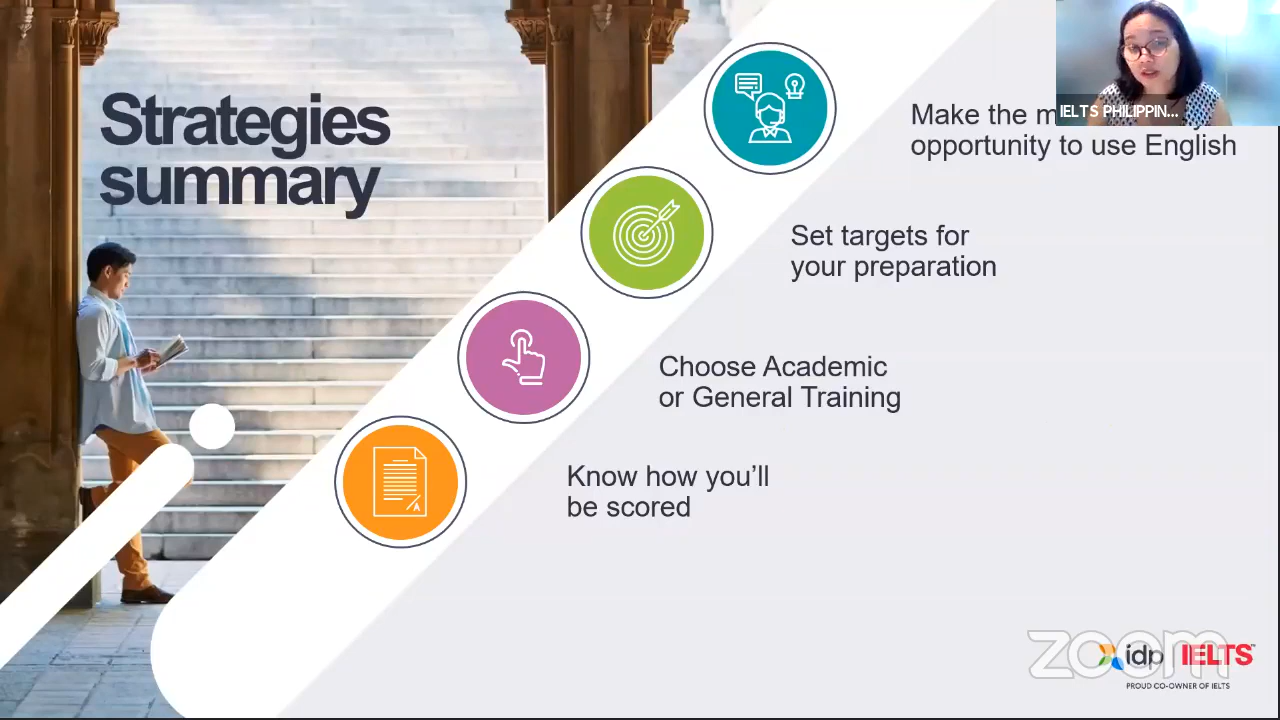 Strategies
summary
IELTS PHILIPPIN...
Make the m
opportunity to use English
Set targets for
your preparation
Choose Academic
or General Training
Know how you'll
be scored
zoom
idp IELTS™
PROUD CO-OWNER OF IELTS